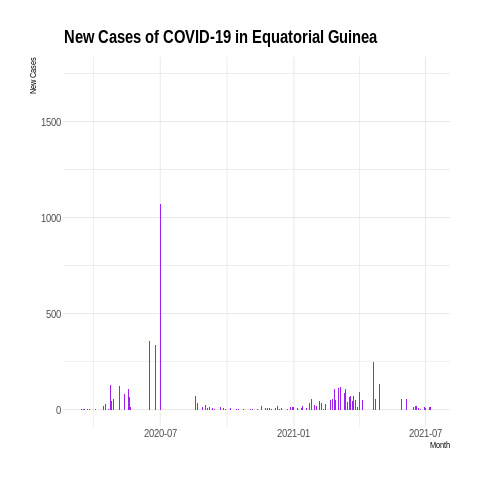 New Cases of COVID-19 in Equatorial Guinea
New Cases
1500
1000
500
0
2020-07
2021-01
2021-07
Month